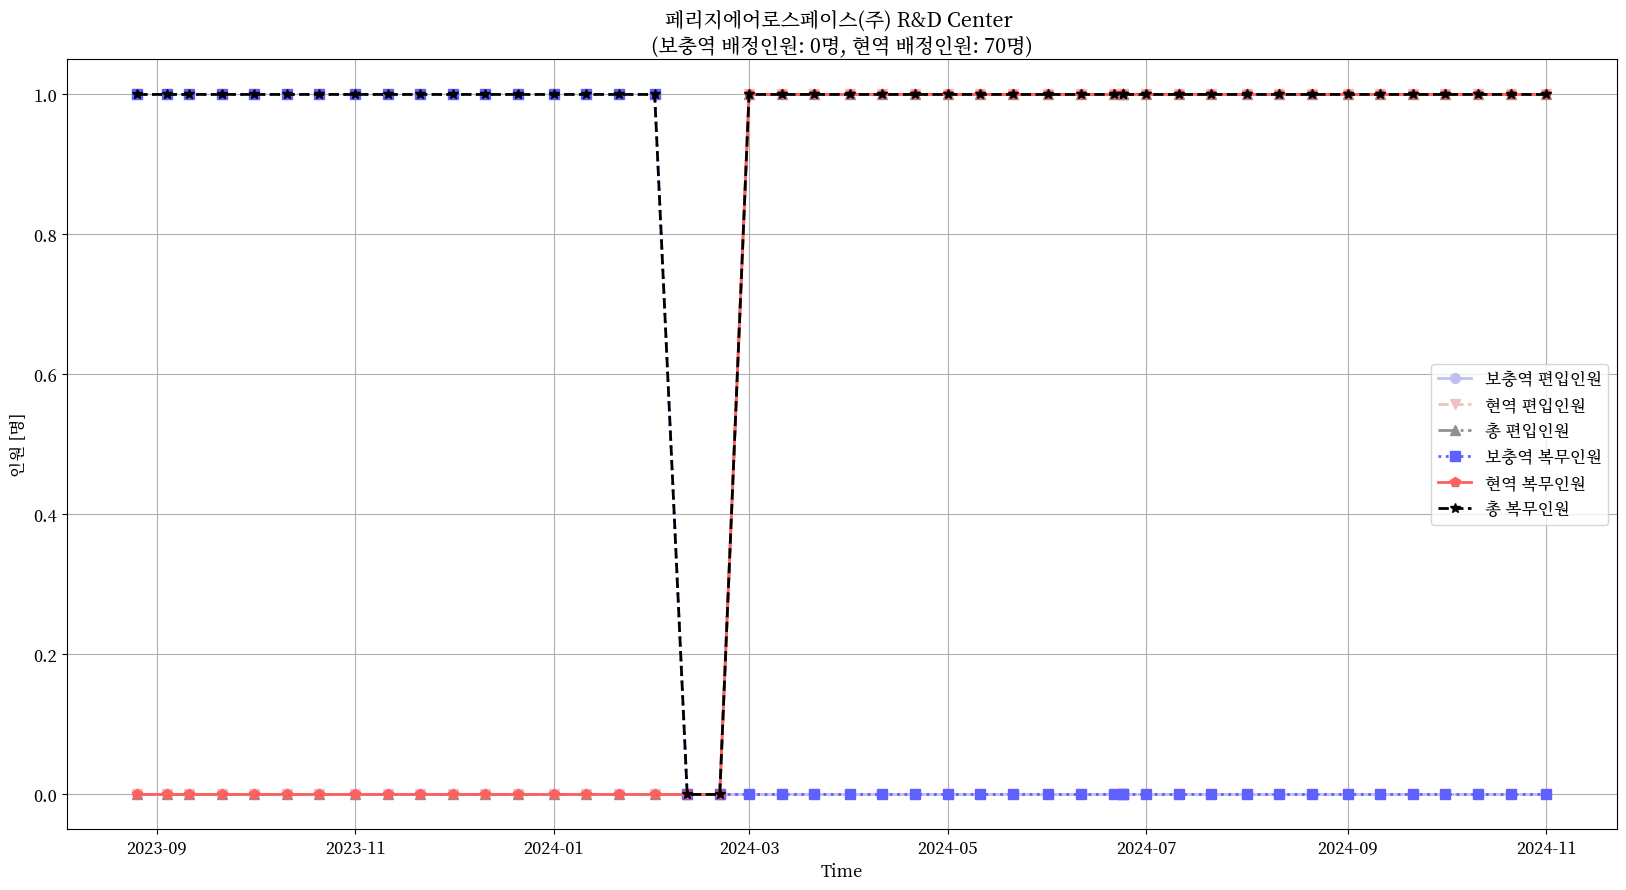 페리지에어로스페이스(주) R&D Center
(보충역 배정인원: 0명, 현역 배정인원: 70명)
인원 [명]
1.0
0.8
0.6
0.4
0.2
0.0
보충역 편입인원
현역 편입인원
총 편입인원
보충역 복무인원
현역 복무인원
총 복무인원
2023-09 2023-11 2024-01 2024-03 2024-05 2024-07 2024-09 2024-11
Time